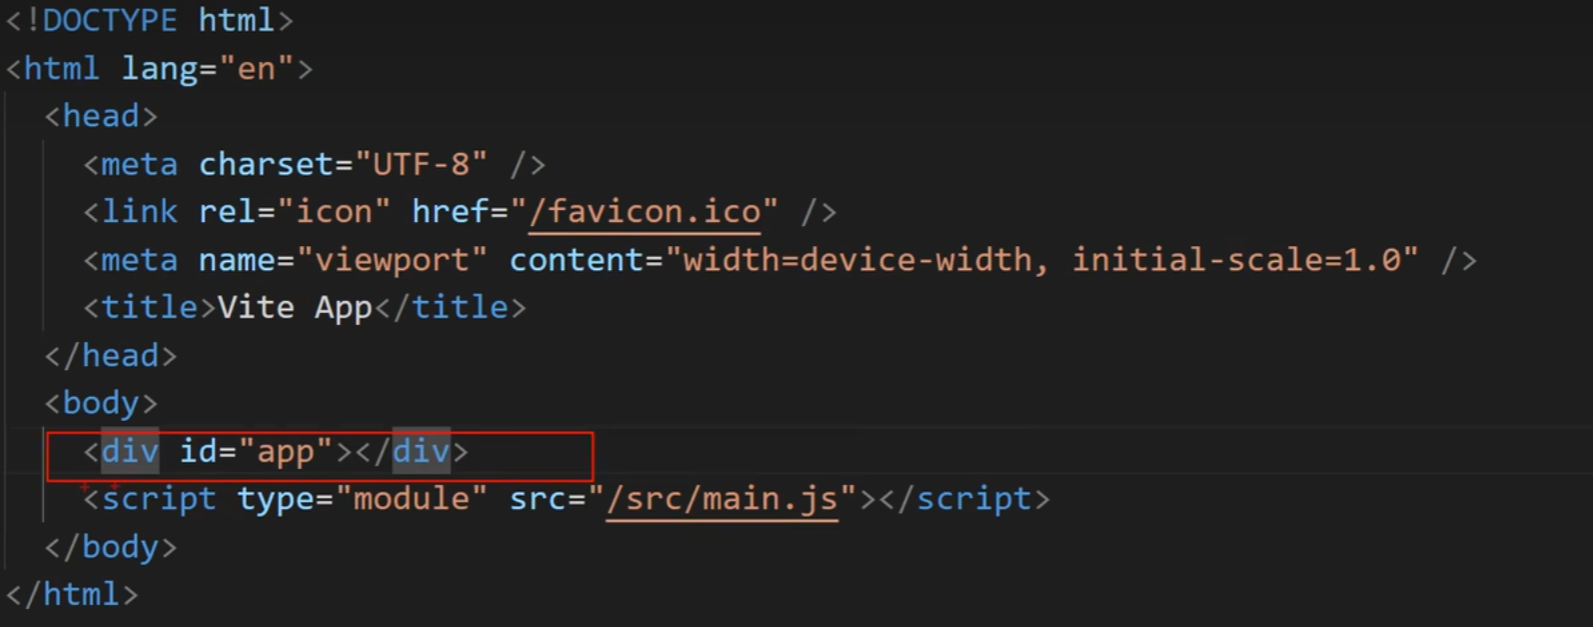 <!DOCTYPE html>
<html lang="en">
<head>
<meta charset="UTF-8" />
<link rel="icon" href="/favicon.ico" />
<meta name="viewport" content="width=device-width, initial-scale=1.0" />
<title>Vite App</title>
</head>
<body>
<div id="app"></div>
<script type="module" src="/src/main.js"></script>
</body>
</html>